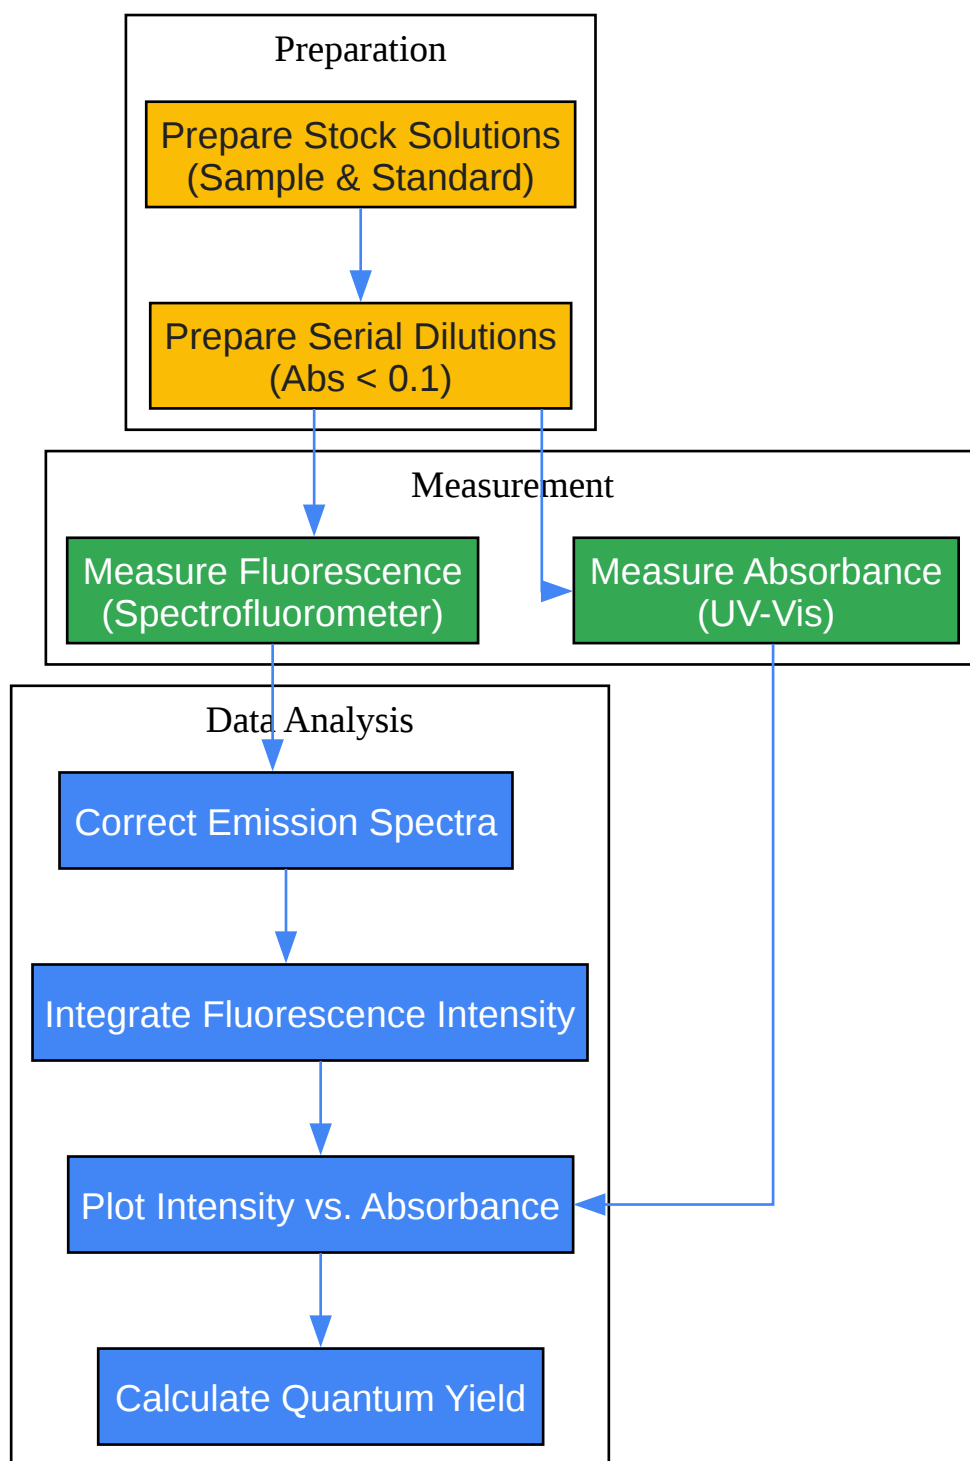 Preparation
Prepare Stock Solutions
(Sample & Standard)
Prepare Serial Dilutions
(Abs < 0.1)
Measurement
Measure Fluorescence
(Spectrofluorometer)
Measure Absorbance
(UV-Vis)
Data Analysis
Correct Emission Spectra
Integrate Fluorescence Intensity
Plot Intensity vs. Absorbance
Calculate Quantum Yield